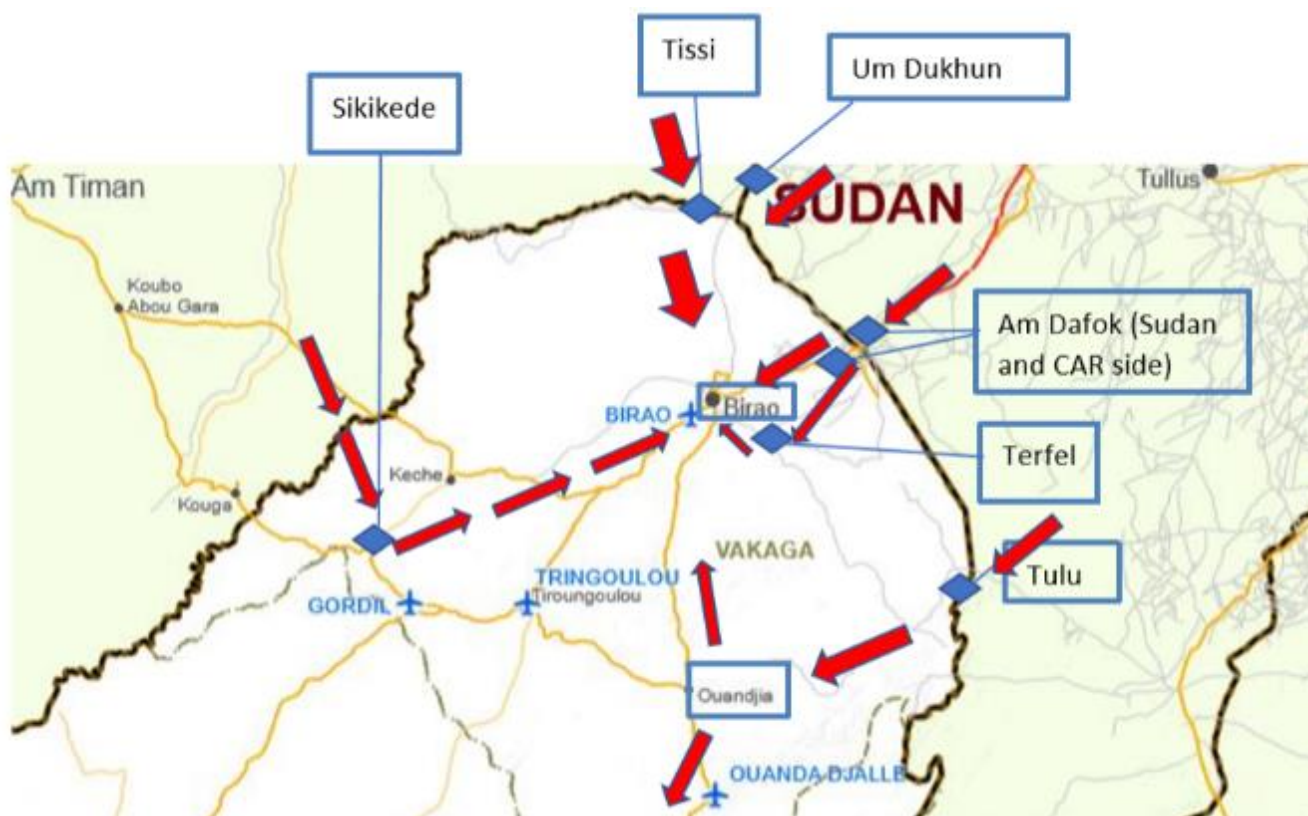 Tissi
Um Dukhun
Sikikede
Am Timan
SUDAN
Tullus
Koubo
Abou Gara
Am Dafok (Sudan
and CAR side)
BIRAO
Birao
Terfel
Keche
Kouga
VAKAGA
Tulu
TRINGOULOU
Tiroungoulou
GORDIL
Ouandjia
OUANDA DJALLE